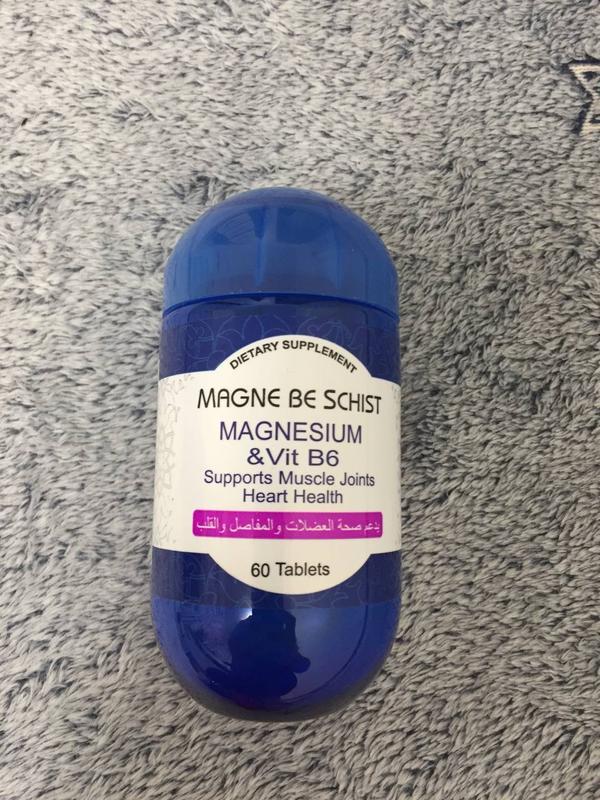 DIETARY SUPPLEMENT
MAGNE BE SCHIST
MAGNESIUM
&Vit B6
Supports Muscle Joints
Heart Health
يدعم صحة العضلات والمفاصل والقلب
60 Tablets